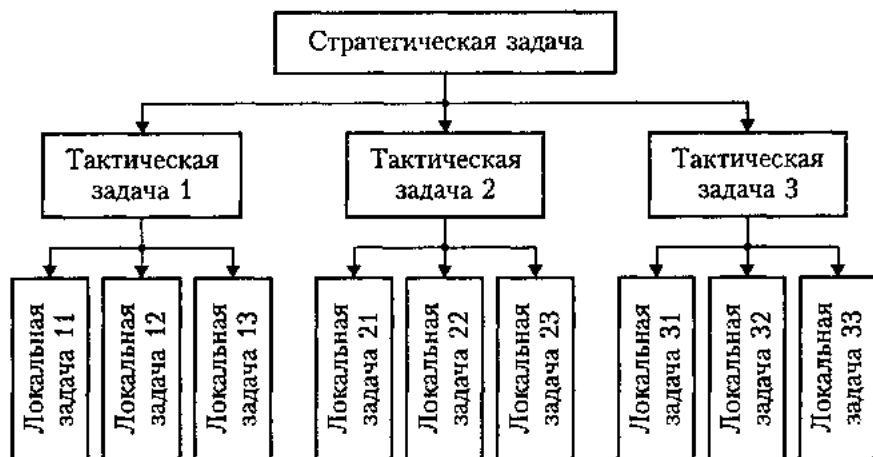 Стратегическая задача
Тактическая
задача 1
Тактическая
задача 2
Тактическая
задача 3
Локальная
задача 11
Локальная
задача 12
Локальная
задача 13
Локальная
задача 21
Локальная
задача 22
Локальная
задача 23
Локальная
задача 31
Локальная
задача 32
Локальная
задача 33